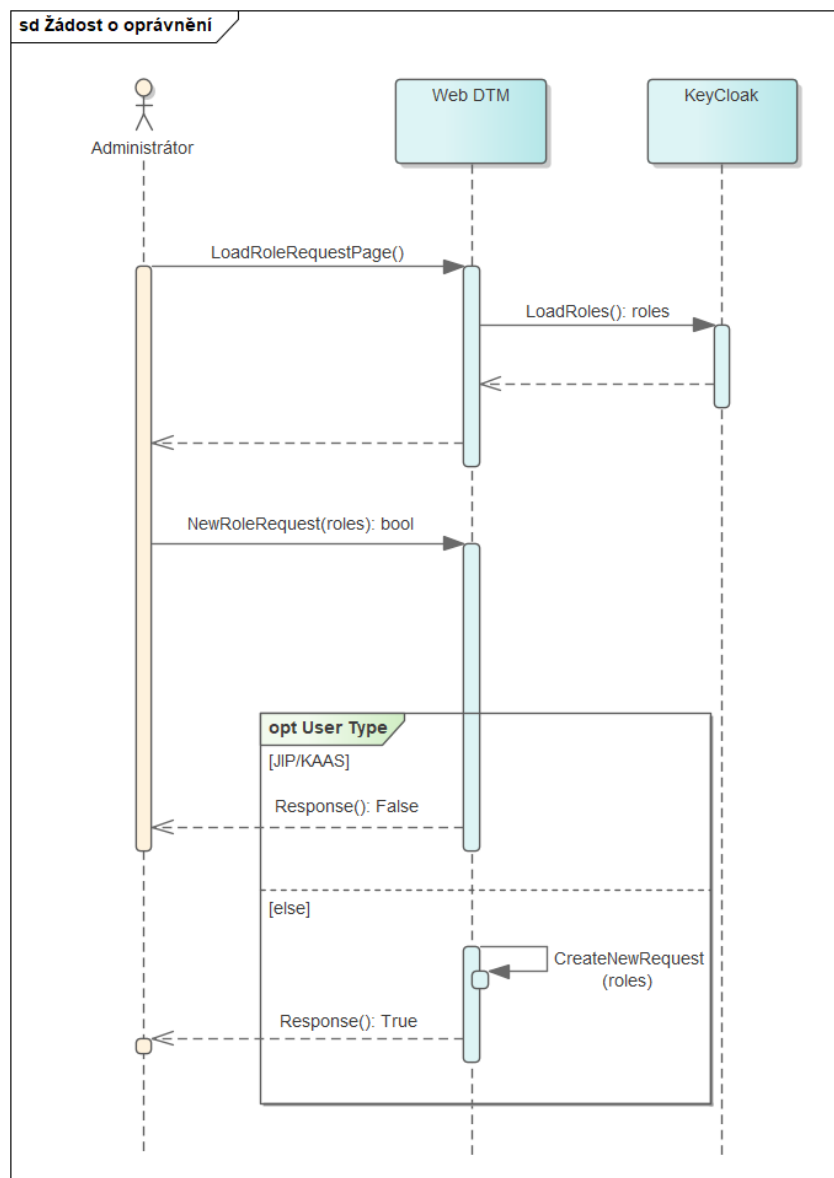 sd Žádost o oprávnění
Administrátor
Web DTM
KeyCloak
LoadRoleRequestPage()
LoadRoles(): roles
NewRoleRequest(roles): bool
opt User Type
[JIP/KAAS]
Response(): False
[else]
CreateNewRequest
(roles)
Response(): True